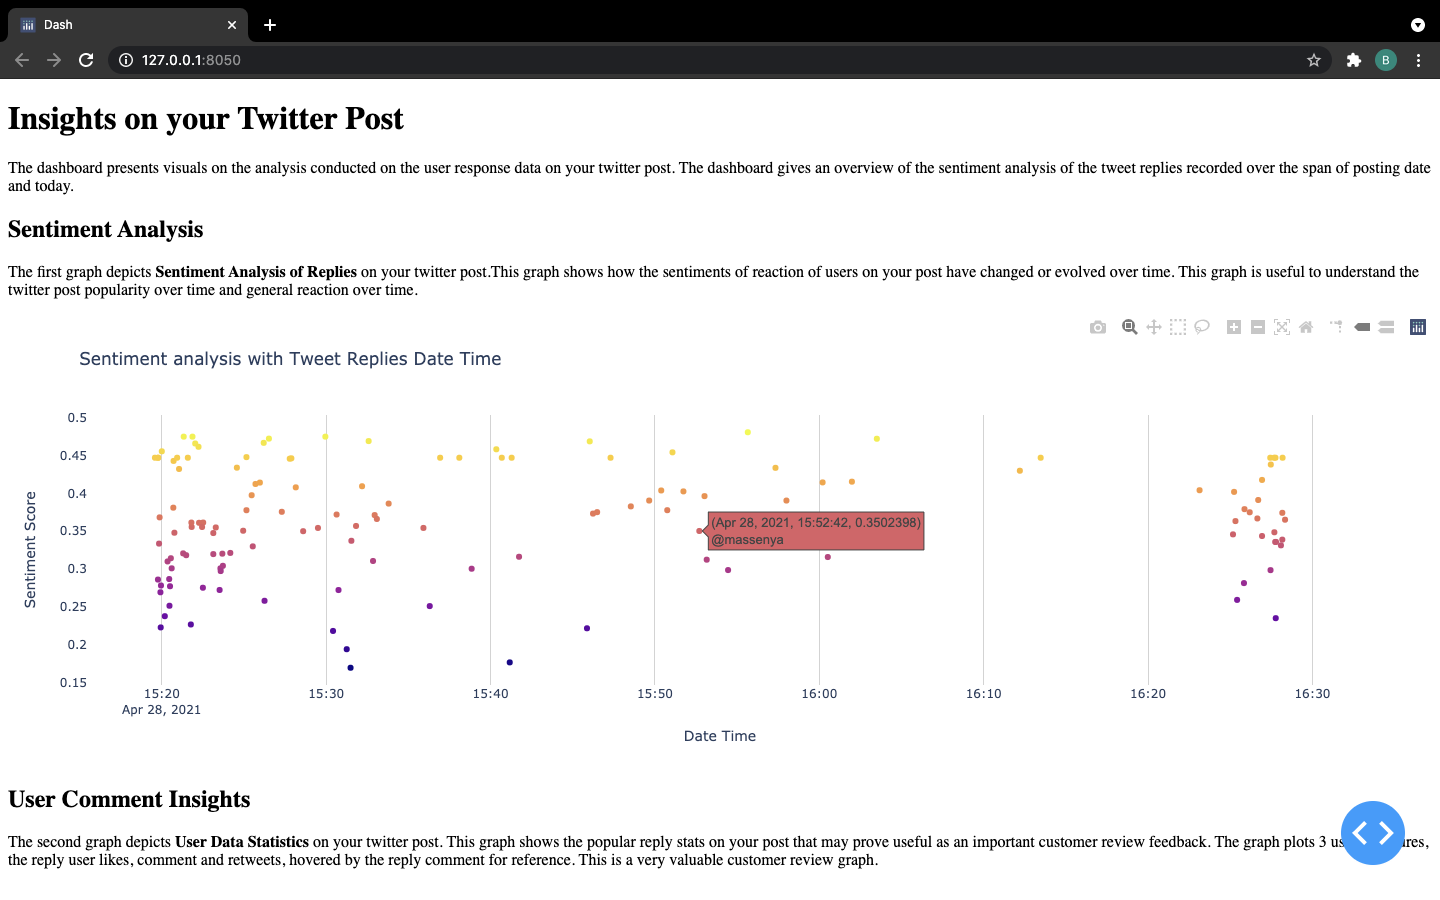 Dash
127.0.0.1:8050
B
Insights on your Twitter Post
The dashboard presents visuals on the analysis conducted on the user response data on your twitter post. The dashboard gives an overview of the sentiment analysis of the tweet replies recorded over the span of posting date
and today.
Sentiment Analysis
The first graph depicts Sentiment Analysis of Replies on your twitter post.This graph shows how the sentiments of reaction of users on your post have changed or evolved over time. This graph is useful to understand the
twitter post popularity over time and general reaction over time.
Sentiment analysis with Tweet Replies Date Time
0.5
0.45
0.4
0.35
0.3
0.25
0.2
0.15
Sentiment Score
(Apr 28, 2021, 15:52:42, 0.3502398)
@massenya
15:20 15:30 15:40 15:50 16:00 16:10 16:20 16:30
Apr 28, 2021
Date Time
User Comment Insights
The second graph depicts User Data Statistics on your twitter post. This graph shows the popular reply stats on your post that may prove useful as an important customer review feedback. The graph plots 3
the reply user likes, comment and retweets, hovered by the reply comment for reference. This is a very valuable customer review graph.